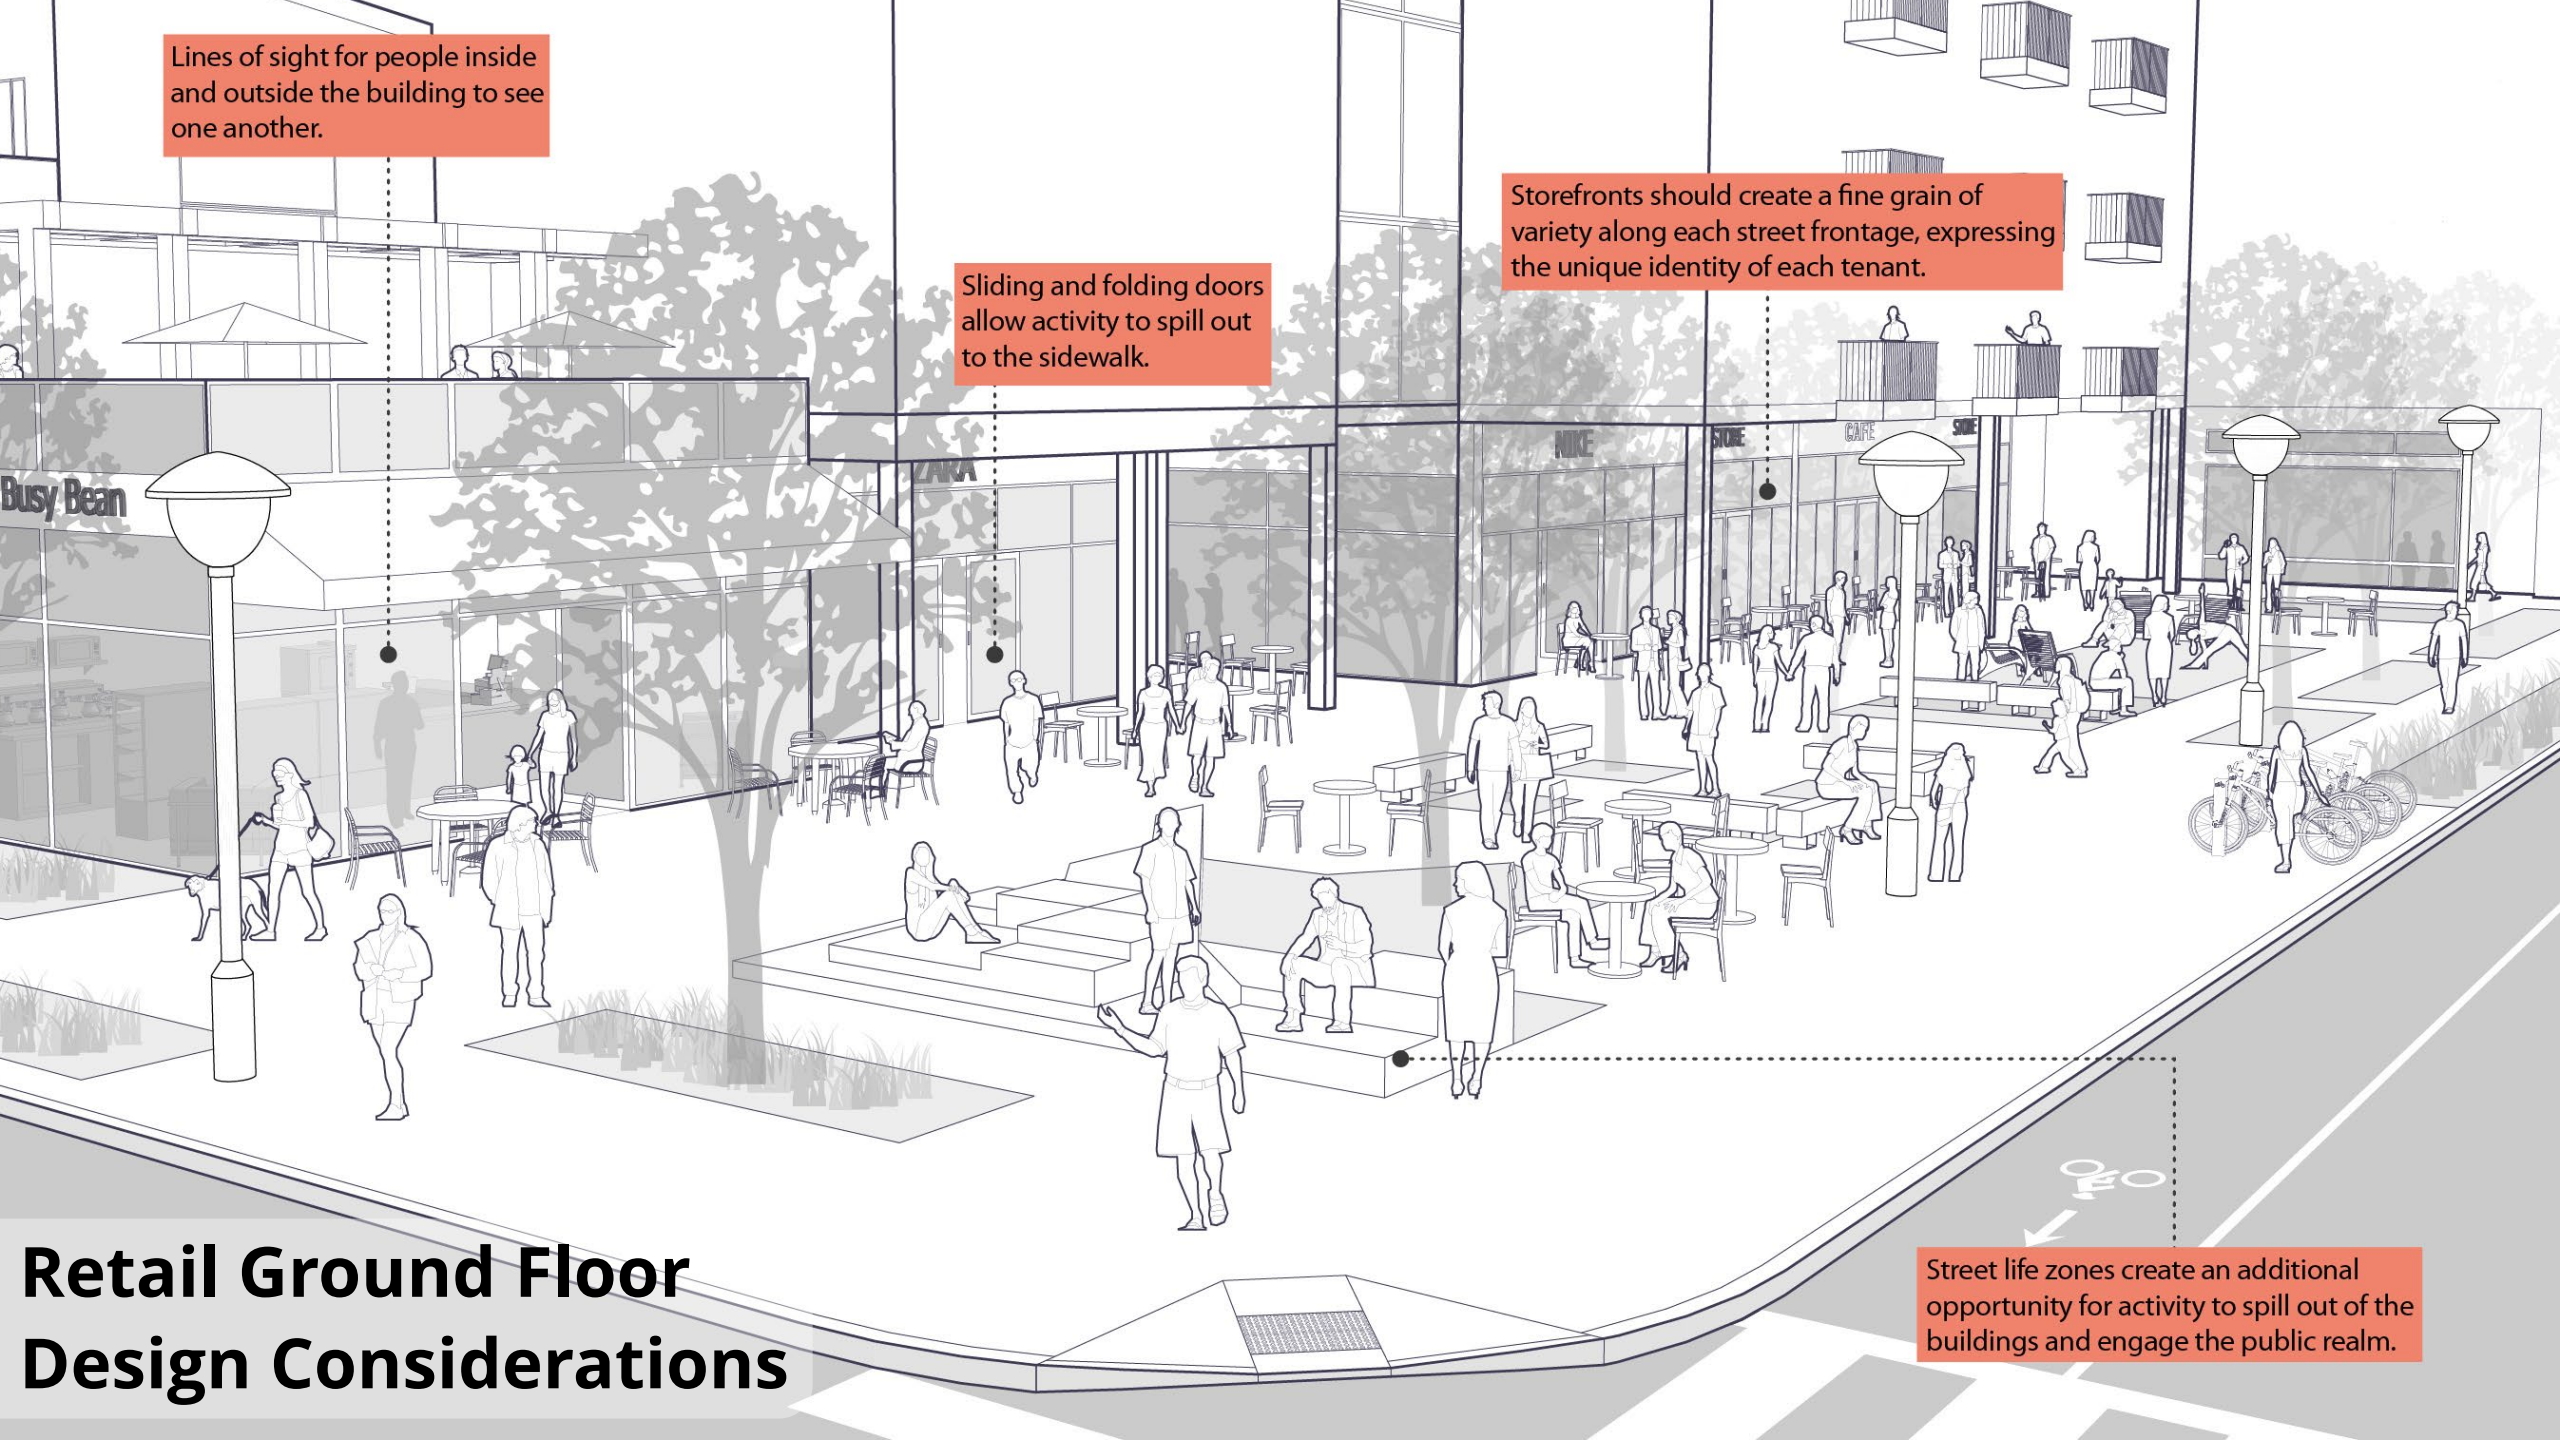 Lines of sight for people inside
and outside the building to see
one another.
Storefronts should create a fine grain of
variety along each street frontage, expressing
the unique identity of each tenant.
Sliding and folding doors
allow activity to spill out
to the sidewalk.
NIKE
STORE
CAFE
STORE
ZARA
Busy Bean
Retail Ground Floor
Design Considerations
Street life zones create an additional
opportunity for activity to spill out of the
buildings and engage the public realm.